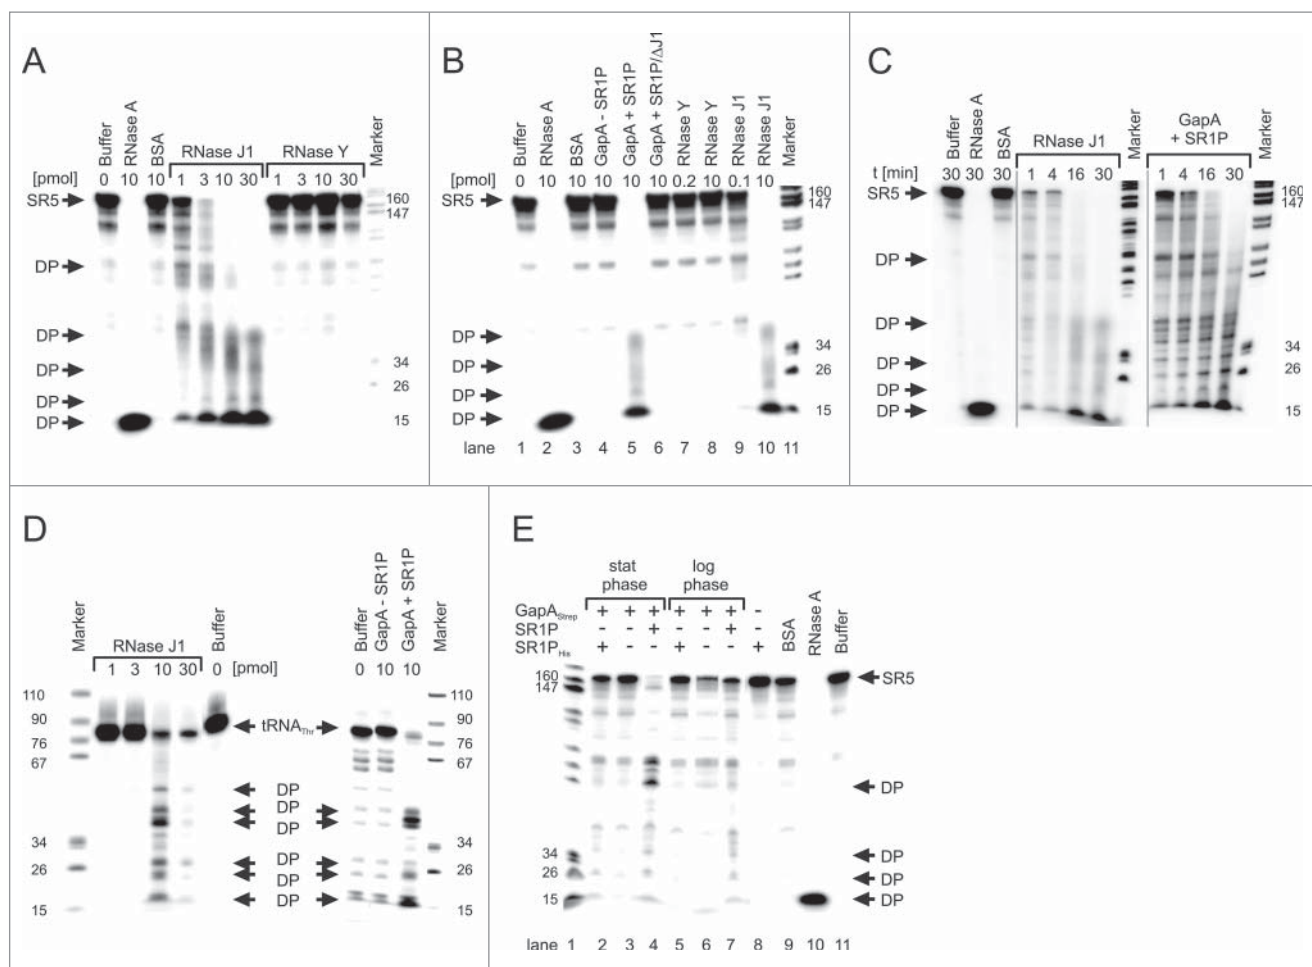 A
Buffer
RNase A
BSA
RNase J1
RNase Y
Marker
[pmol] 0 10 10 1 3 10 30 1 3 10 30
SR5 160
147
DP
DP
34
DP
26
DP
DP 15
B
Buffer
RNase A
BSA
GapA - SR1P
GapA + SR1P
GapA + SR1P/ΔJ1
RNase Y
RNase Y
RNase J1
RNase J1
Marker
[pmol] 0 10 10 10 10 10 0.2 10 0.1 10
SR5 160
147
DP
DP
34
DP
26
DP
15
DP
lane 1 2 3 4 5 6 7 8 9 10 11
C
Buffer
RNase A
BSA
RNase J1
Marker
GapA
+ SR1P
Marker
t [min] 30 30 30 1 4 16 30 1 4 16 30
SR5 160
147
DP
DP
34
DP
26
DP
DP 15
D
Marker
RNase J1
Buffer
Buffer
GapA - SR1P
GapA + SR1P
Marker
1 3 10 30 0 [pmol] 0 10 10
110 110
90 tRNAThr 90
76 76
67 67
DP
DP
DP
34 34
DP
26 DP 26
DP
15 15
E
stat
phase
log
phase
GapAStrep + + + + + + -
SR1P - - + - - + -
SR1PHis + - - + - - +
BSA
RNase A
Buffer
160 SR5
147
DP
34 DP
26 DP
15 DP
lane 1 2 3 4 5 6 7 8 9 10 11